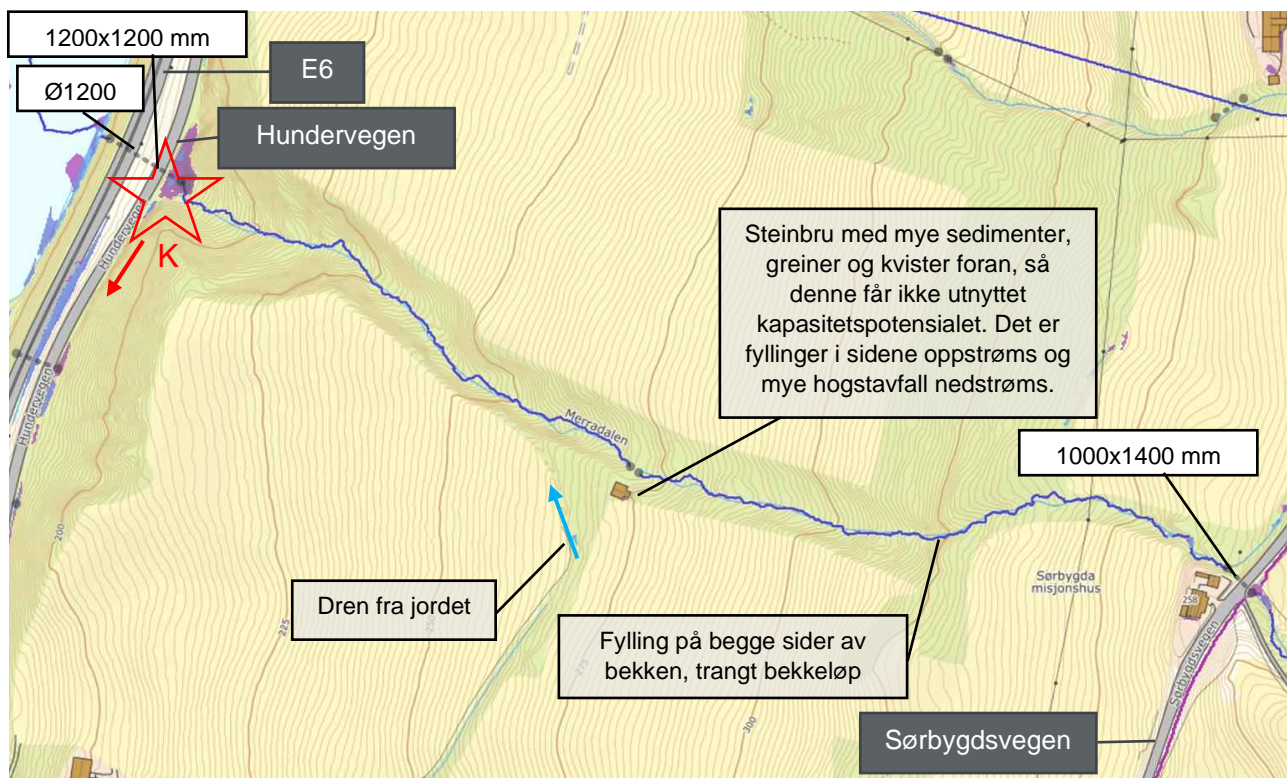 1200x1200 mm
E6
Ø1200
Hundervegen
K
Hundervegen
Hundervegen
Steinbru med mye sedimenter,
greiner og kvister foran, så
denne får ikke utnyttet
kapasitetspotensialet. Det er
fyllinger i sidene oppstrøms og
mye hogstavfall nedstrøms.
Merradalen
1000x1400 mm
200
225
250
275
300
Sørbygda
misjonshus
258
Dren fra jordet
Fylling på begge sider av
bekken, trangt bekkeløp
Sørbygdsvegen
Sørbygdsvegen